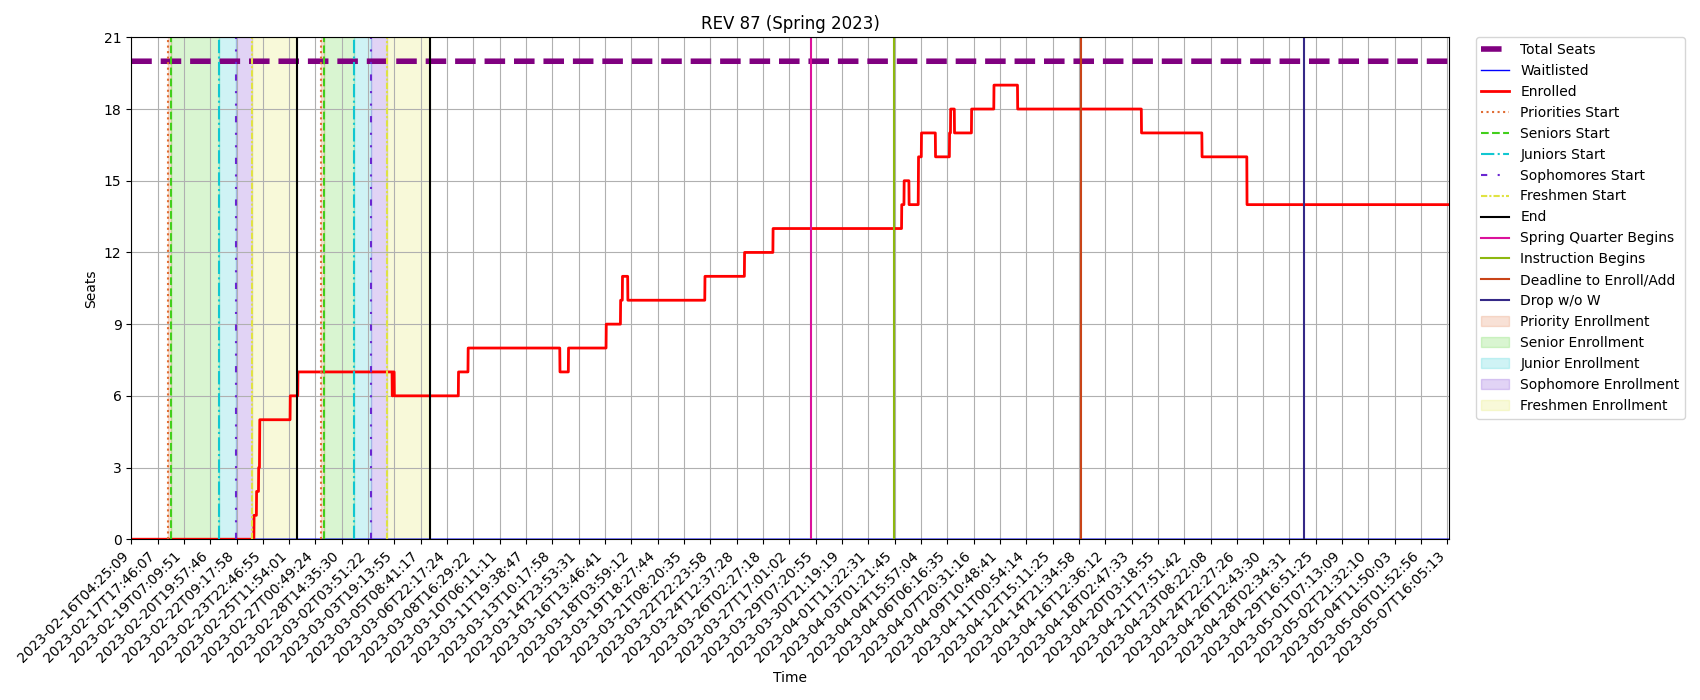 REV 87 (Spring 2023)
Seats
21
18
15
12
9
6
3
0
2023-02-16T04:25:09
2023-02-17T17:46:07
2023-02-19T07:09:51
2023-02-20T19:57:46
2023-02-22T09:17:58
2023-02-23T22:46:55
2023-02-25T11:54:01
2023-02-27T00:49:24
2023-02-28T14:35:30
2023-03-02T03:51:22
2023-03-03T19:13:55
2023-03-05T08:41:17
2023-03-06T22:17:24
2023-03-08T16:29:22
2023-03-10T06:11:11
2023-03-11T19:38:47
2023-03-13T10:17:58
2023-03-14T23:53:31
2023-03-16T13:46:41
2023-03-18T03:59:12
2023-03-19T18:27:44
2023-03-21T08:20:35
2023-03-22T22:23:58
2023-03-24T12:37:28
2023-03-26T02:27:18
2023-03-27T17:01:02
2023-03-29T07:20:55
2023-03-30T21:19:19
2023-04-01T11:22:31
2023-04-03T01:21:45
2023-04-04T15:57:04
2023-04-06T06:16:35
2023-04-07T20:31:16
2023-04-09T10:48:41
2023-04-11T00:54:14
2023-04-12T15:11:25
2023-04-14T21:34:58
2023-04-16T12:36:12
2023-04-18T02:47:33
2023-04-20T03:18:55
2023-04-21T17:51:42
2023-04-23T08:22:08
2023-04-24T22:27:26
2023-04-26T12:43:30
2023-04-28T02:34:31
2023-04-29T16:51:25
2023-05-01T07:13:09
2023-05-02T21:32:10
2023-05-04T11:50:03
2023-05-06T01:52:56
2023-05-07T16:05:13
Time
Total Seats
Waitlisted
Enrolled
Priorities Start
Seniors Start
Juniors Start
Sophomores Start
Freshmen Start
End
Spring Quarter Begins
Instruction Begins
Deadline to Enroll/Add
Drop w/o W
Priority Enrollment
Senior Enrollment
Junior Enrollment
Sophomore Enrollment
Freshmen Enrollment